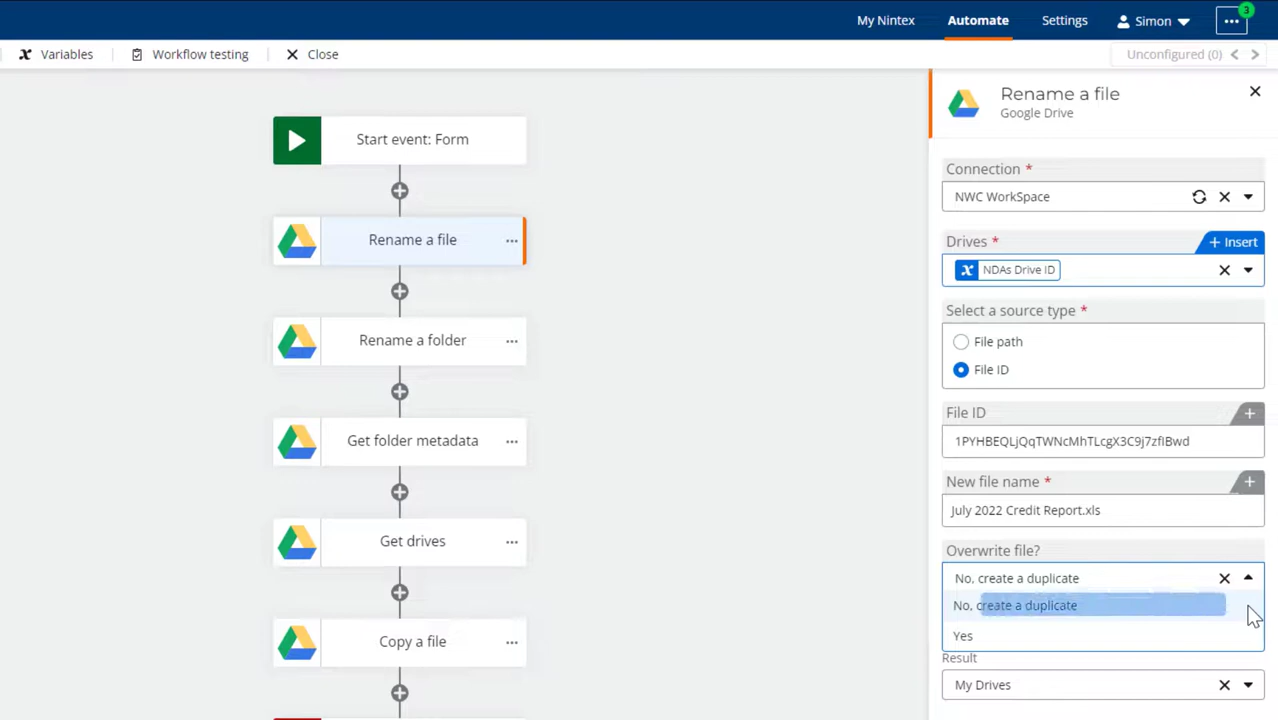 My Nintex
Automate
Settings
Simon
3
Variables
Workflow testing
Close
Unconfigured (0)
Start event: Form
Rename a file
Rename a folder
Get folder metadata
Get drives
Copy a file
Rename a file
Google Drive
Connection *
NWC WorkSpace
Drives *
+ Insert
NDAs Drive ID
Select a source type *
File path
File ID
File ID
1PYHBEQLjQqTWNcMhTLcgX3C9j7zfIBwd
New file name *
July 2022 Credit Report.xls
Overwrite file?
No, create a duplicate
No, create a duplicate
Yes
Result
My Drives